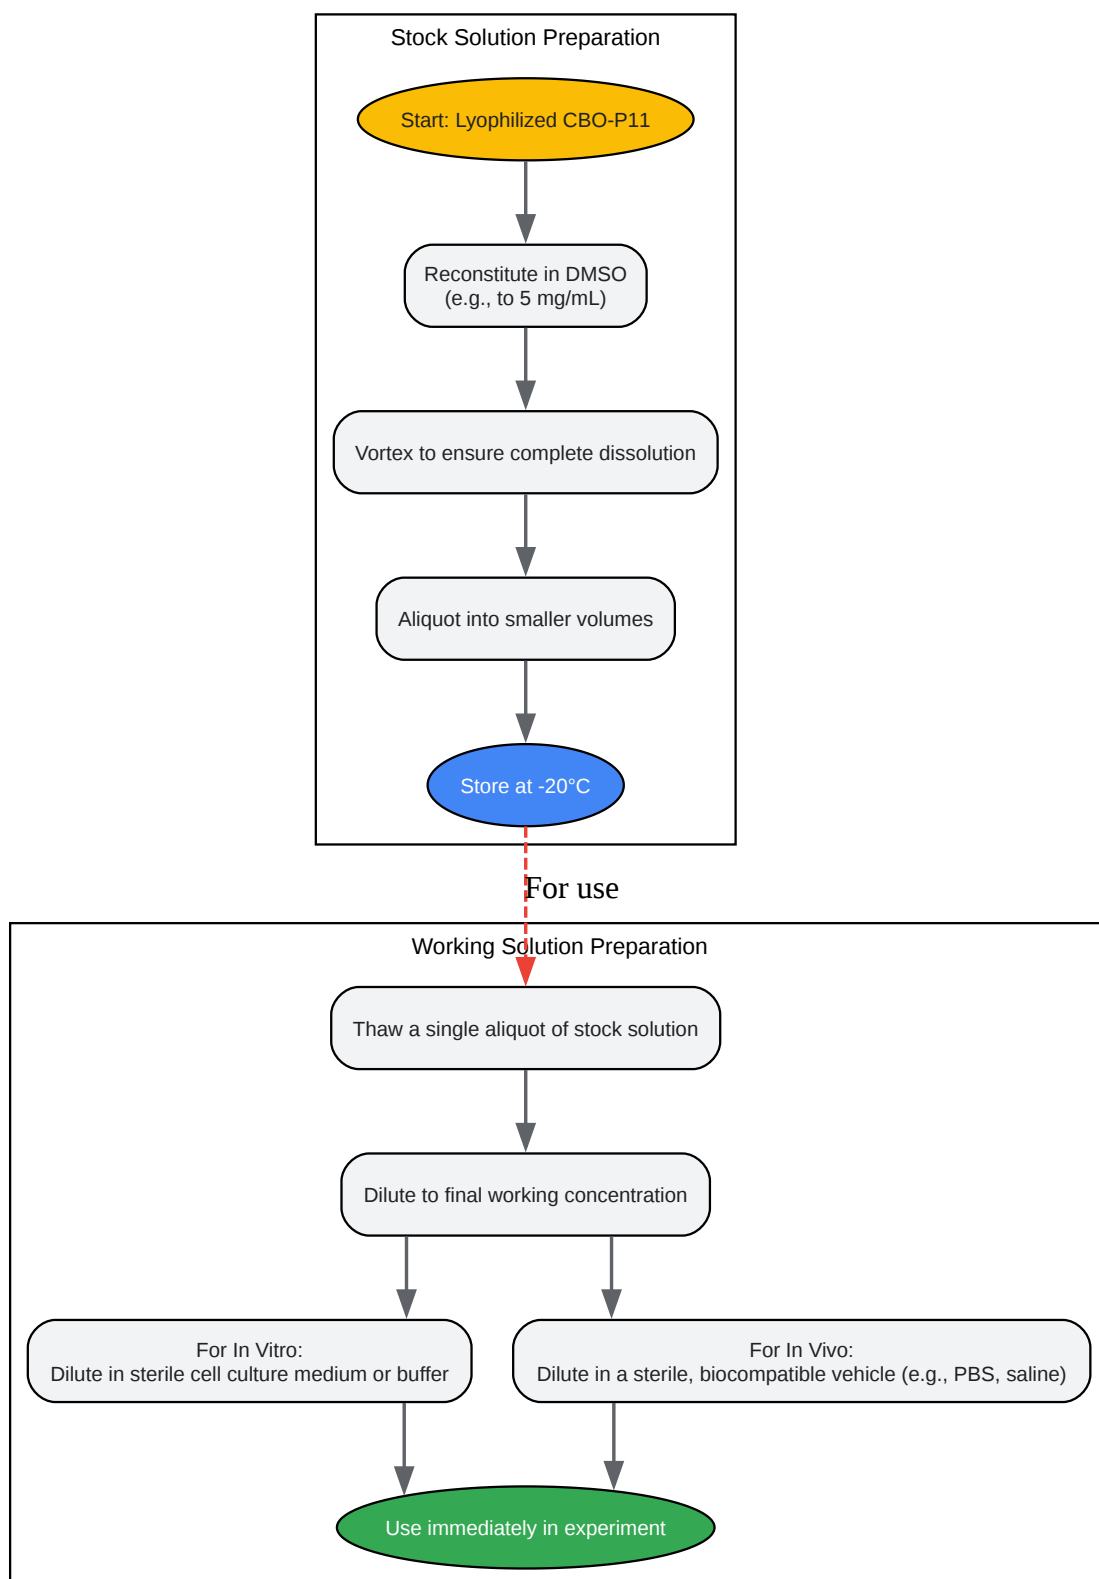 Stock Solution Preparation
Start: Lyophilized CBO-P11
Reconstitute in DMSO
(e.g., to 5 mg/mL)
Vortex to ensure complete dissolution
Aliquot into smaller volumes
Store at -20°C
For use
Working Solution Preparation
Thaw a single aliquot of stock solution
Dilute to final working concentration
For In Vitro:
Dilute in sterile cell culture medium or buffer
For In Vivo:
Dilute in a sterile, biocompatible vehicle (e.g., PBS, saline)
Use immediately in experiment